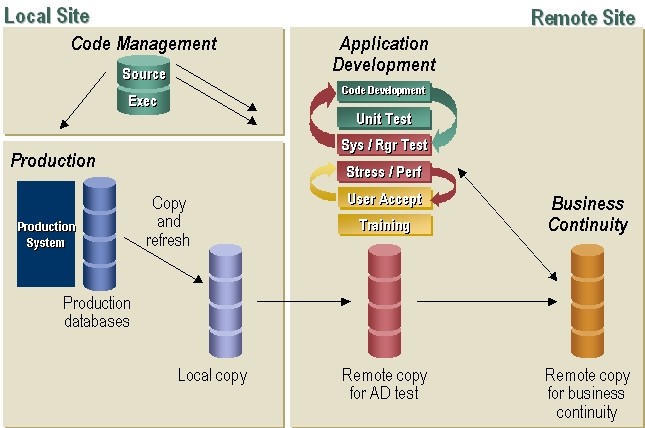 Local Site
Remote Site
Code Management
Source
Exec
Production
Production
System
Copy
and
refresh
Production
databases
Local copy
Application
Development
Code Development
Unit Test
Sys / Rgr Test
Stress / Perf
User Accept
Training
Remote copy
for AD test
Business
Continuity
Remote copy
for business
continuity